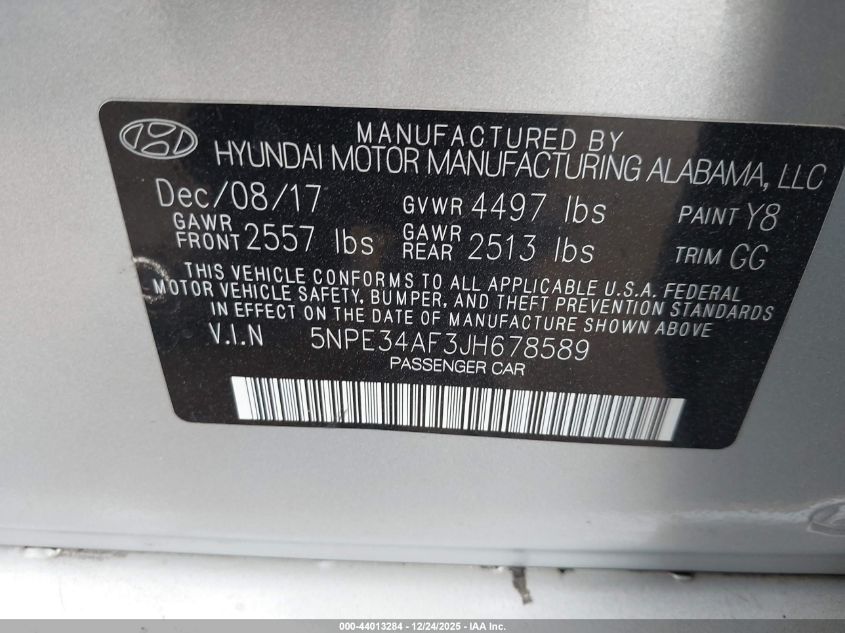 MANUFACTURED BY
HYUNDAI MOTOR MANUFACTURING ALABAMA, LLC
Dec/08/17 GVWR 4497 lbs PAINT Y8
GAWR FRONT 2557 lbs GAWR REAR 2513 lbs TRIM GG
THIS VEHICLE CONFORMS TO ALL APPLICABLE U.S.A. FEDERAL
MOTOR VEHICLE SAFETY, BUMPER, AND THEFT PREVENTION STANDARDS
IN EFFECT ON THE DATE OF MANUFACTURE SHOWN ABOVE
V.I.N 5NPE34AF3JH678589
PASSENGER CAR
000-44013284 - 12/24/2025 - IAA Inc.